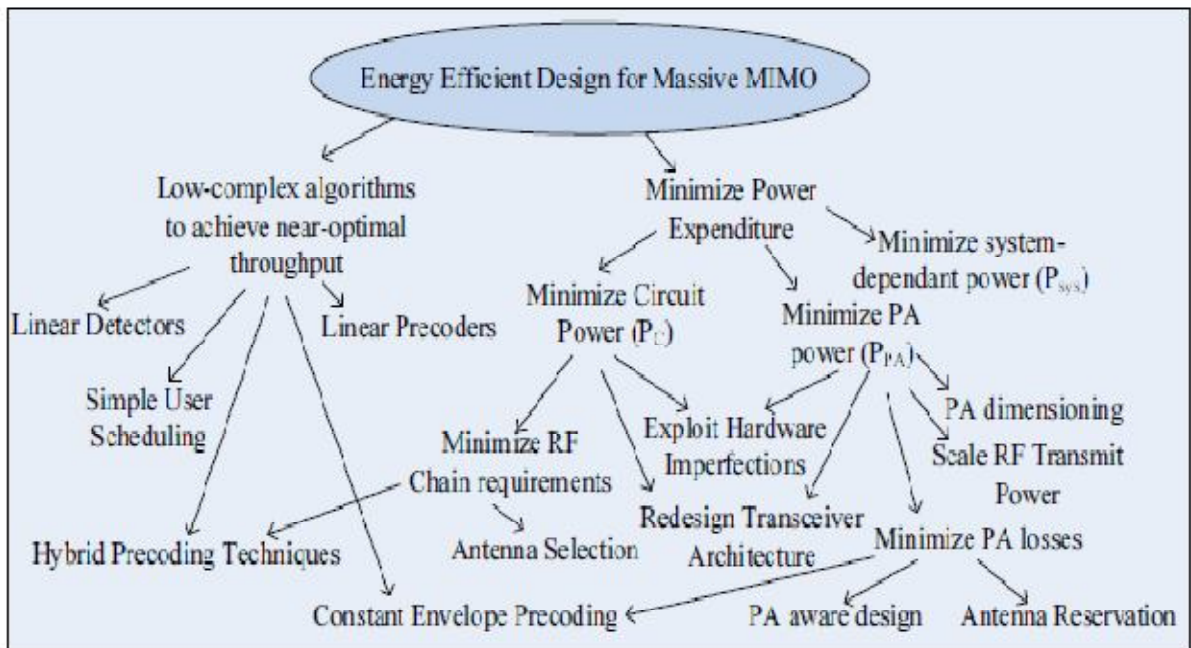 Energy Efficient Design for Massive MIMO
Low-complex algorithms
to achieve near-optimal
throughput
Minimize Power
Expenditure
Minimize system-
dependant power (Psys)
Linear Detectors
Linear Precoders
Minimize Circuit
Power (PC)
Minimize PA
power (PPA)
Simple User
Scheduling
Minimize RF
Chain requirements
Exploit Hardware
Imperfections
PA dimensioning
Scale RF Transmit
Power
Hybrid Precoding Techniques
Antenna Selection
Redesign Transceiver
Architecture
Minimize PA losses
Constant Envelope Precoding
PA aware design
Antenna Reservation